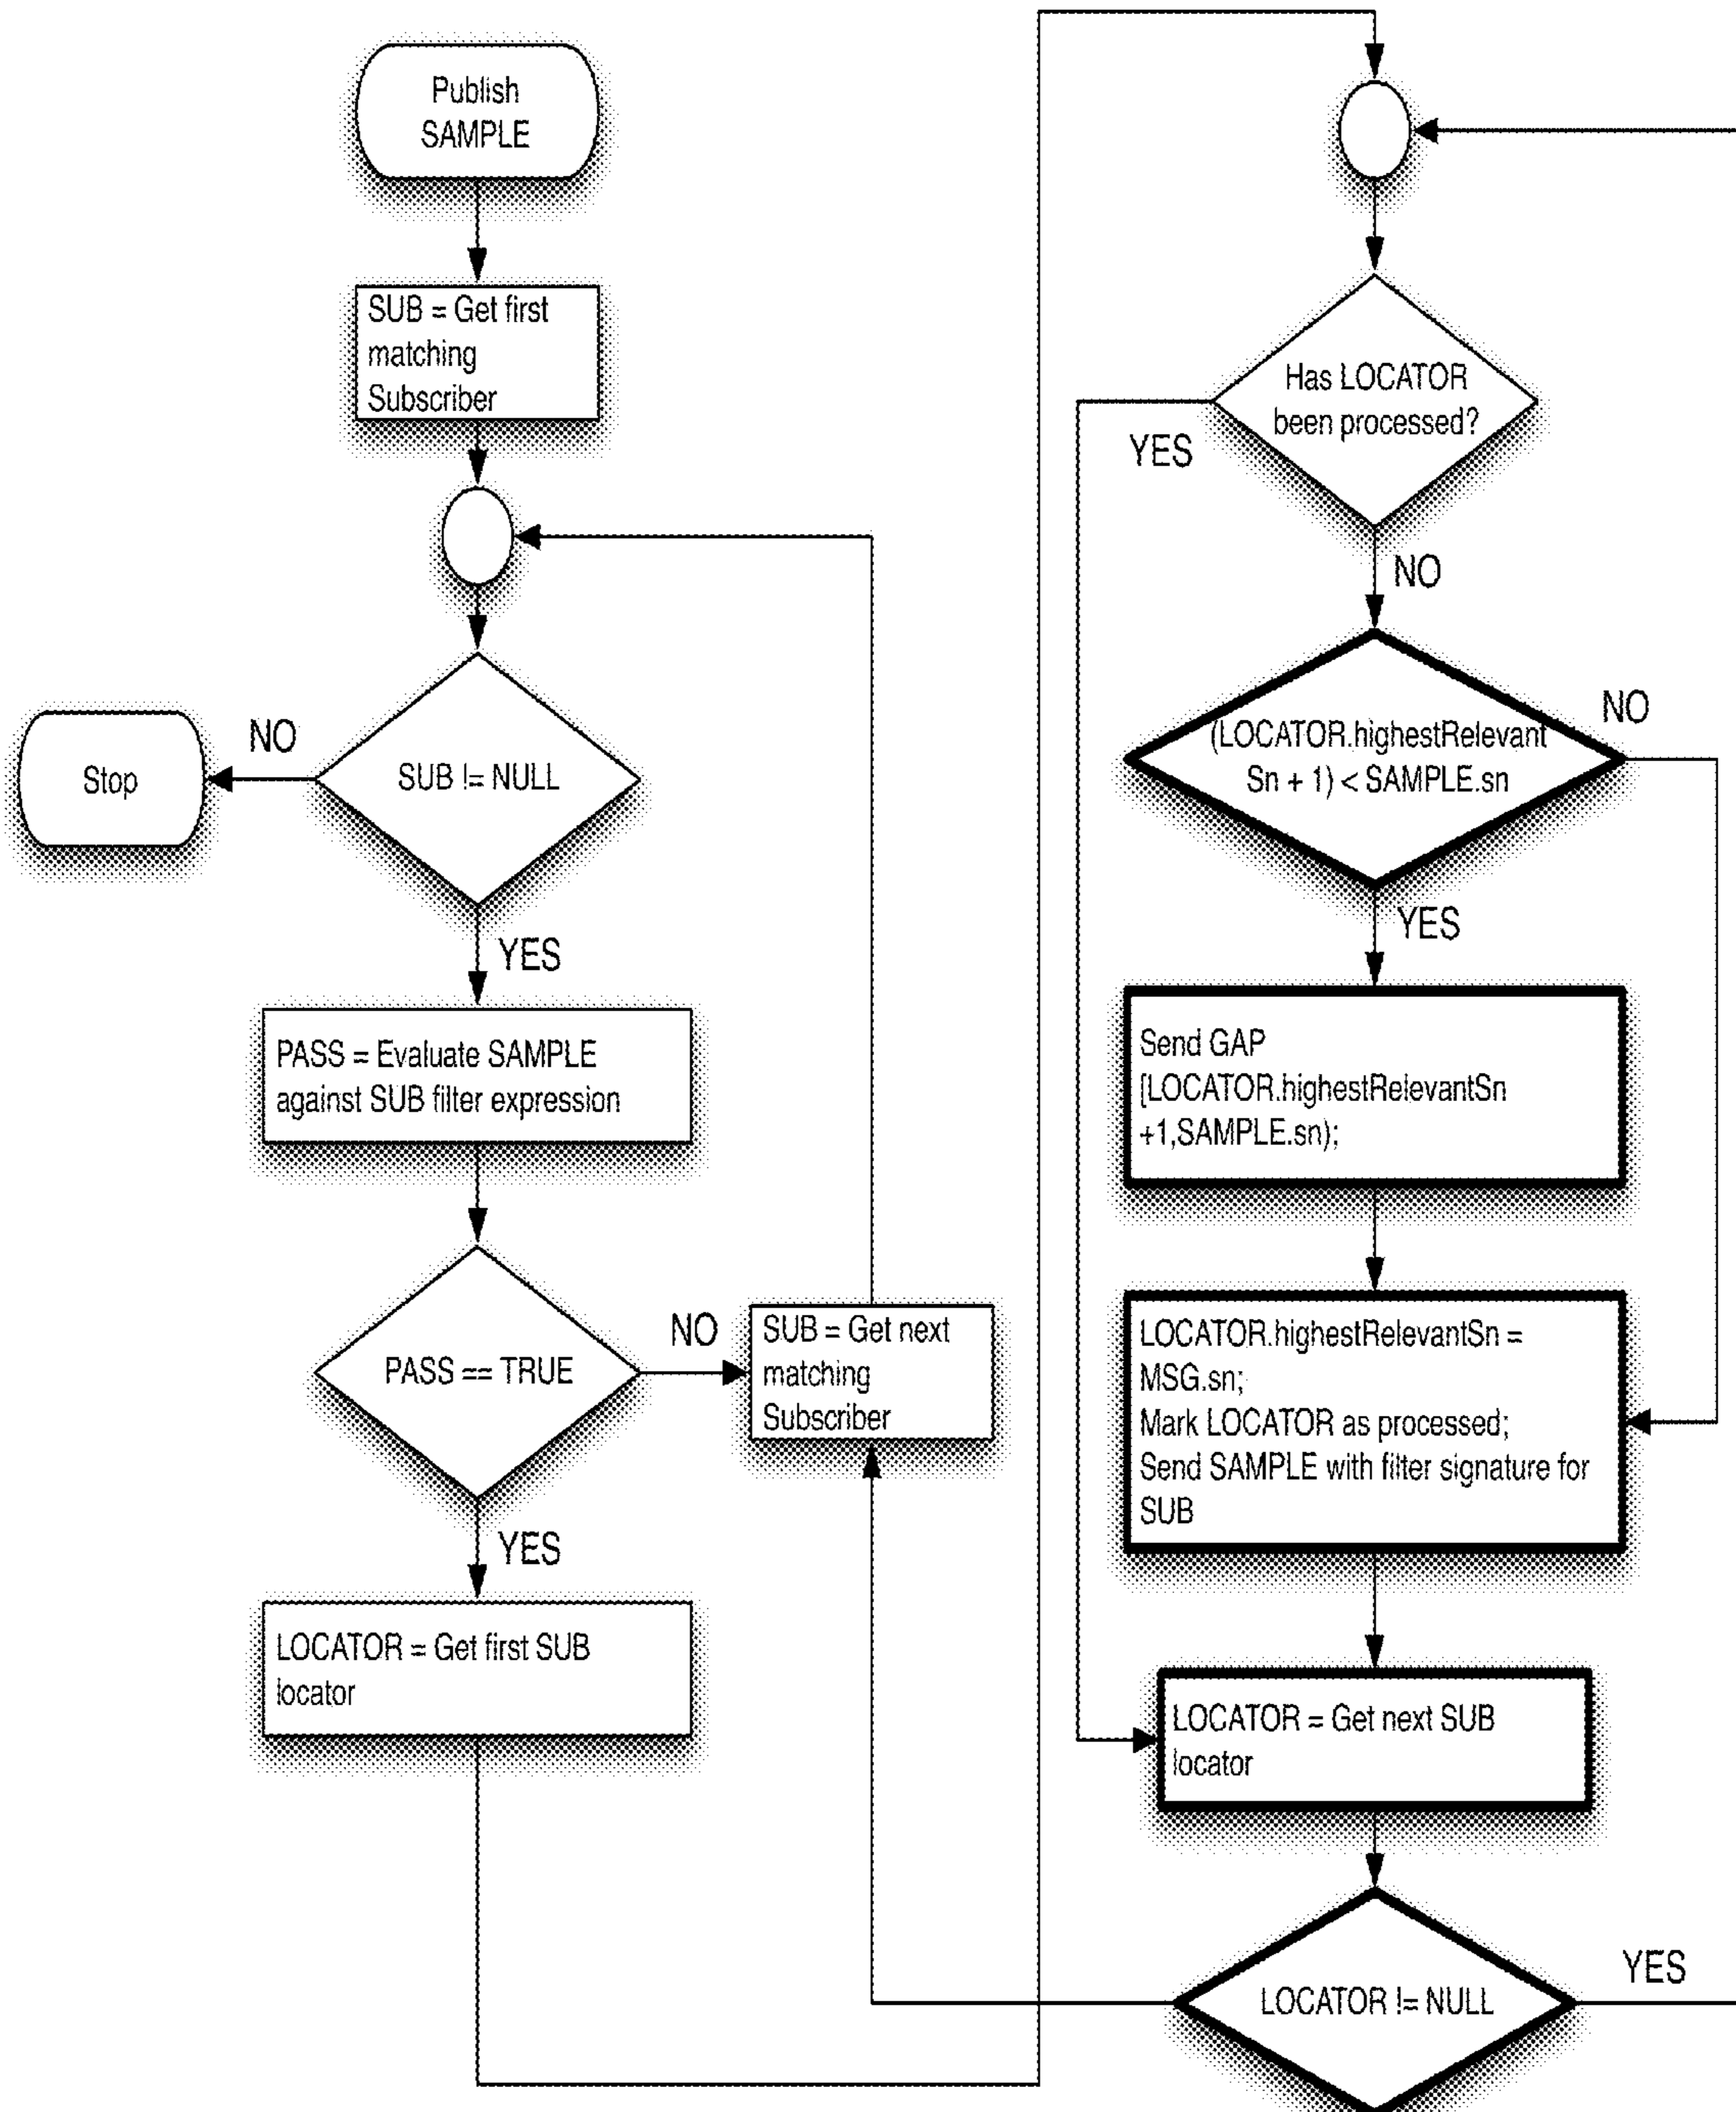 Publish
SAMPLE
SUB = Get first
matching
Subscriber
SUB != NULL
NO
Stop
YES
PASS = Evaluate SAMPLE
against SUB filter expression
PASS == TRUE
NO
SUB = Get next
matching
Subscriber
YES
LOCATOR = Get first SUB
locator
Has LOCATOR
been processed?
YES
NO
(LOCATOR.highestRelevant
Sn + 1) < SAMPLE.sn
NO
YES
Send GAP
[LOCATOR.highestRelevantSn
+1,SAMPLE.sn);
LOCATOR.highestRelevantSn =
MSG.sn;
Mark LOCATOR as processed;
Send SAMPLE with filter signature for
SUB
LOCATOR = Get next SUB
locator
LOCATOR != NULL
YES